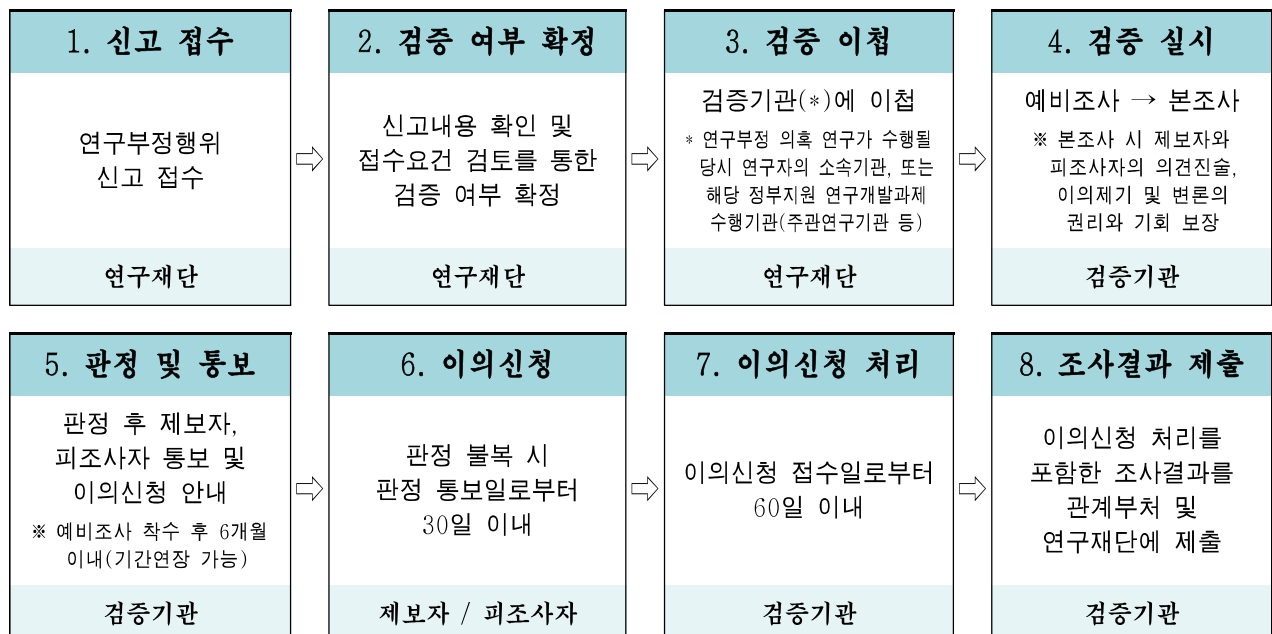 1. 신고 접수
연구부정행위
신고 접수
연구재단
⇨
2. 검증 여부 확정
신고내용 확인 및
접수요건 검토를 통한
검증 여부 확정
연구재단
⇨
3. 검증 이첩
검증기관(*)에 이첩
* 연구부정 의혹 연구가 수행될
당시 연구자의 소속기관, 또는
해당 정부지원 연구개발과제
수행기관(주관연구기관 등)
연구재단
⇨
4. 검증 실시
예비조사 → 본조사
※ 본조사 시 제보자와
피조사자의 의견진술,
이의제기 및 변론의
권리와 기회 보장
검증기관
5. 판정 및 통보
판정 후 제보자,
피조사자 통보 및
이의신청 안내
※ 예비조사 착수 후 6개월
이내(기간연장 가능)
검증기관
⇨
6. 이의신청
판정 불복 시
판정 통보일로부터
30일 이내
제보자 / 피조사자
⇨
7. 이의신청 처리
이의신청 접수일로부터
60일 이내
검증기관
⇨
8. 조사결과 제출
이의신청 처리를
포함한 조사결과를
관계부처 및
연구재단에 제출
검증기관